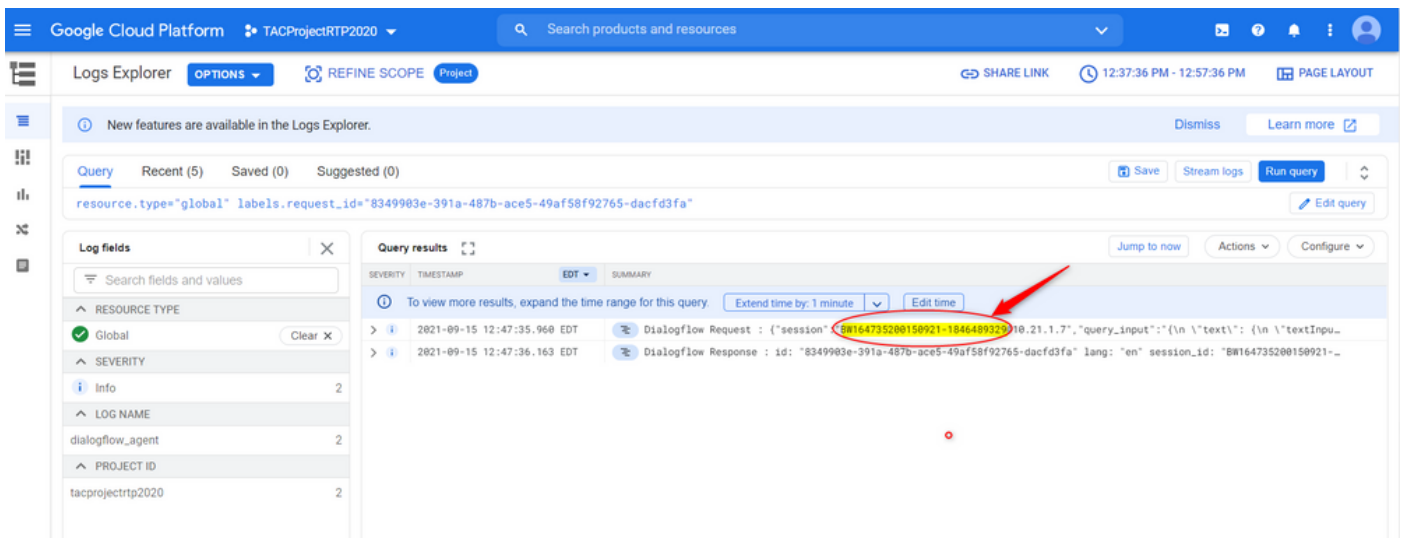 Google Cloud Platform TACProjectRTP2020 Search products and resources
Logs Explorer OPTIONS REFINE SCOPE Project SHARE LINK 12:37:36 PM - 12:57:36 PM PAGE LAYOUT
New features are available in the Logs Explorer. Dismiss Learn more
Query Recent (5) Saved (0) Suggested (0) Save Stream logs Run query
resource.type="global" labels.request_id="8349903e-391a-487b-ace5-49af58f92765-dacfd3fa" Edit query
Log fields Query results Jump to now Actions Configure
Search fields and values SEVERITY TIMESTAMP EDT SUMMARY
RESOURCE TYPE To view more results, expand the time range for this query. Extend time by: 1 minute Edit time
Global Clear X 2021-09-15 12:47:35.960 EDT Dialogflow Request : {"session":"BW164735200150921-1846489329@10.21.1.7","query_input":"{\n \"text\": {\n \"textInpu…
SEVERITY 2021-09-15 12:47:36.163 EDT Dialogflow Response : id: "8349903e-391a-487b-ace5-49af58f92765-dacfd3fa" lang: "en" session_id: "BW164735200150921-…
i Info 2
LOG NAME
dialogflow_agent 2
PROJECT ID
tacprojectrtp2020 2